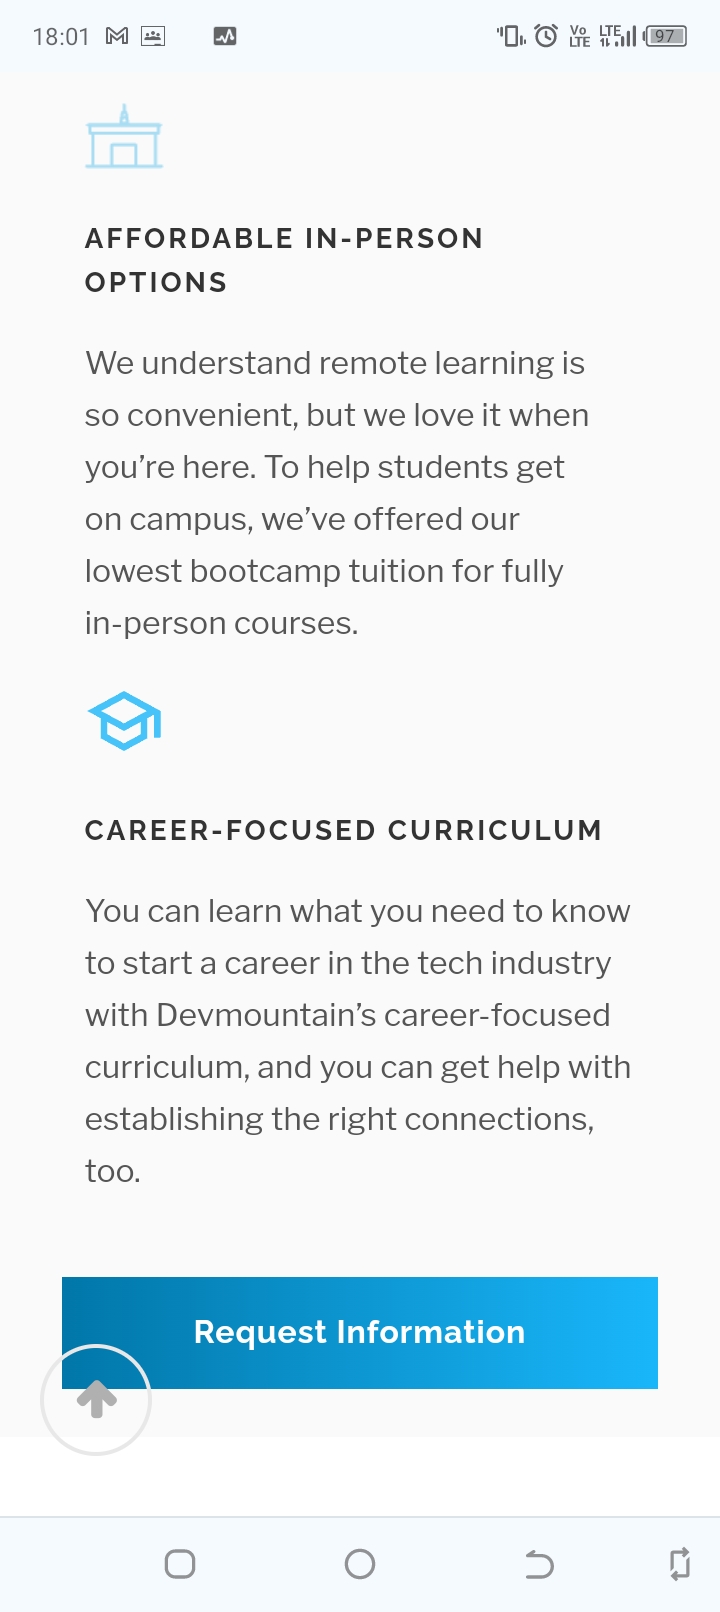 18:01
Vo
LTE
LTE
97
AFFORDABLE IN-PERSON
OPTIONS
We understand remote learning is
so convenient, but we love it when
you’re here. To help students get
on campus, we’ve offered our
lowest bootcamp tuition for fully
in-person courses.
CAREER-FOCUSED CURRICULUM
You can learn what you need to know
to start a career in the tech industry
with Devmountain’s career-focused
curriculum, and you can get help with
establishing the right connections,
too.
Request Information